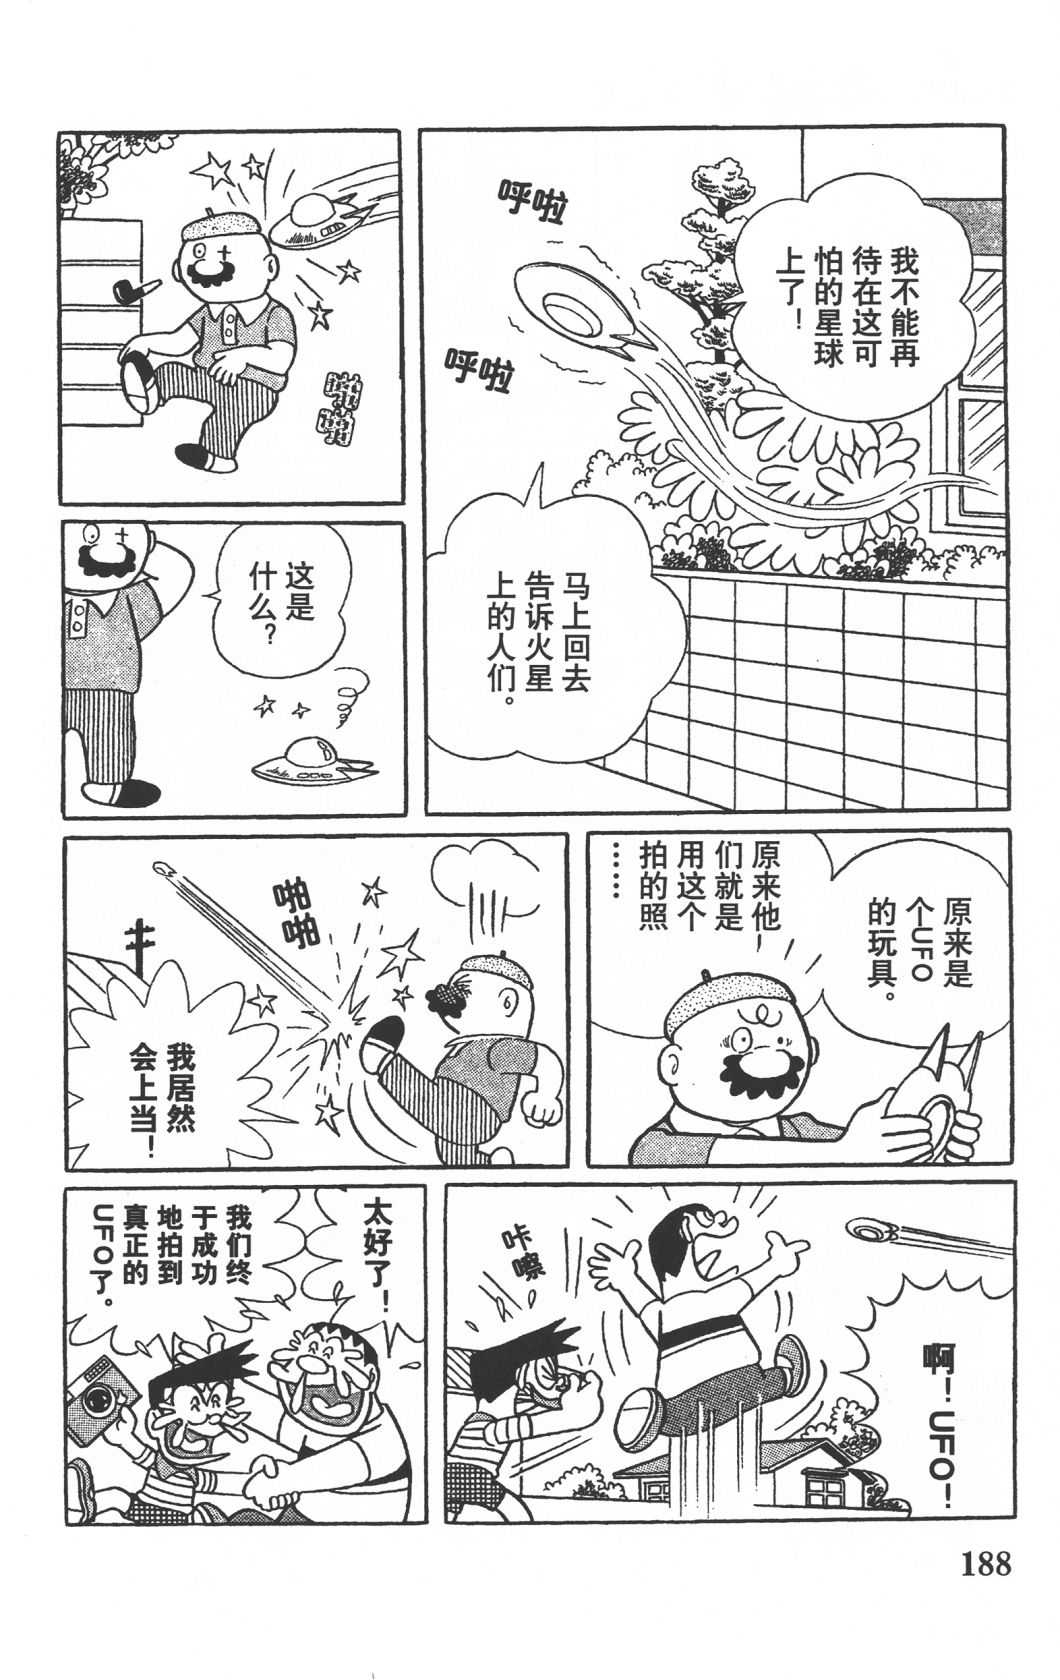 我不能再
待在这可
怕的星球
上了！
呼啦
呼啦
马上回去
告诉火星
上的人们。
这是
什么？
原来是
个UFO
的玩具。
原来他
们就是
用这个
拍的照
……
我居然
会上当！
啊！UFO！
咔嚓
太好了！
我们终
于成功
地拍到
真正的
UFO了。
188